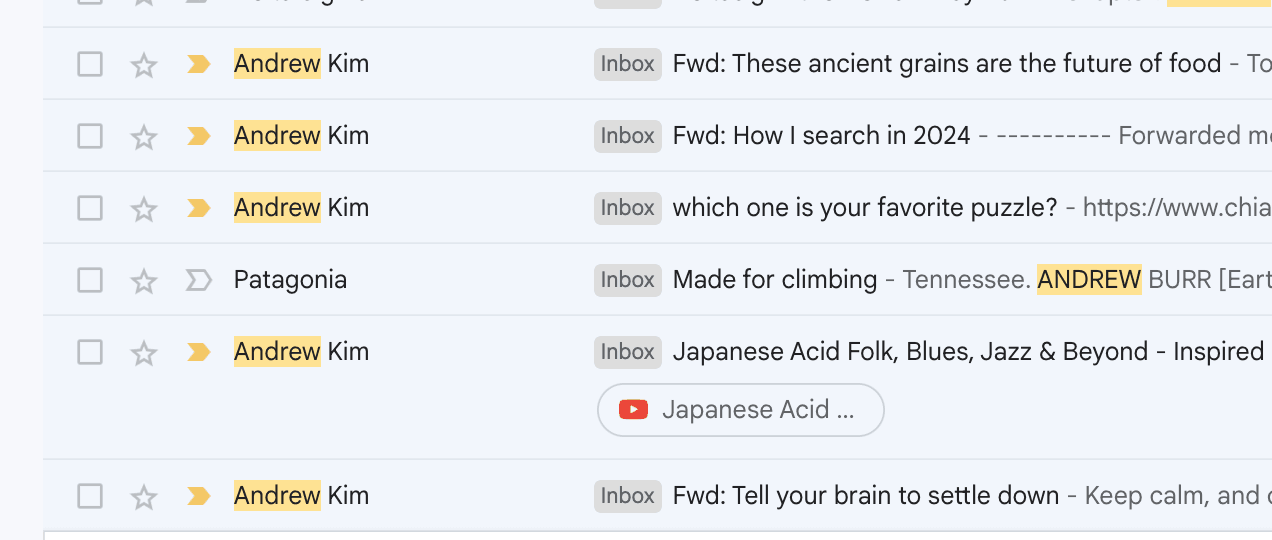 Inbox
Andrew Kim Inbox Fwd: These ancient grains are the future of food - To
Andrew Kim Inbox Fwd: How I search in 2024 - ---------- Forwarded
Andrew Kim Inbox which one is your favorite puzzle? - https://www.chia
Patagonia Inbox Made for climbing - Tennessee. ANDREW BURR [Eart
Andrew Kim Inbox Japanese Acid Folk, Blues, Jazz & Beyond - Inspired
Japanese Acid ...
Andrew Kim Inbox Fwd: Tell your brain to settle down - Keep calm, and